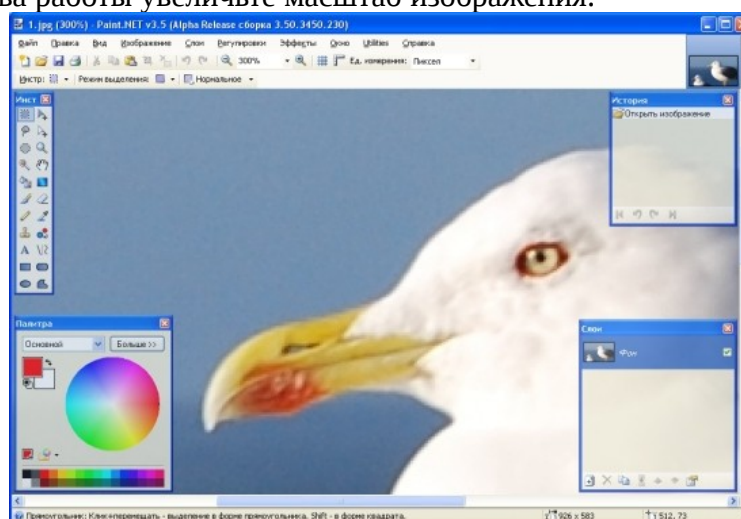 ва работы увеличьте масштаб изображения.
1.jpg (300%) - Paint.NET v3.5 (Alpha Release сборка 3.50.3450.230)
Файл Правка Вид Изображение Слои Регулировки Эффекты Окно Utilities Справка
300% Ед. измерения: Пиксел
Инстр: Режим выделения: Нормальное
Инст
История
Открыть изображение
Палитра
Основной Больше >>
Слои
Фон
Прямоугольник: Клик+перемещать - выделение в форме прямоугольника. Shift - в форме квадрата. 926 x 583 512, 73